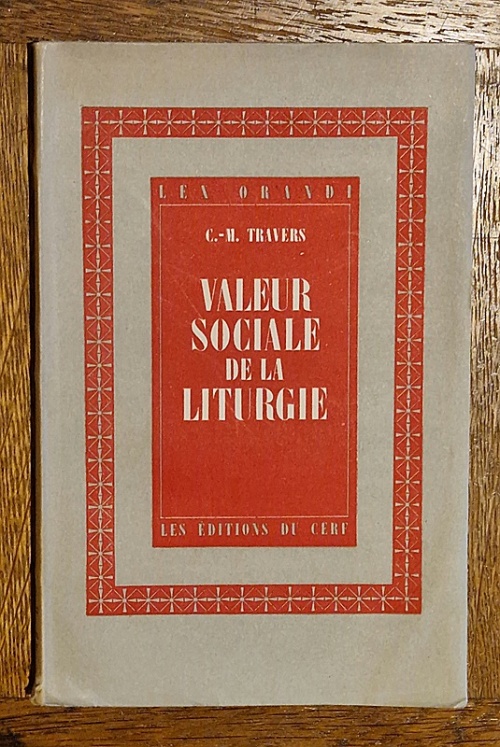 LEX ORANDI
C.-M. TRAVERS
VALEUR
SOCIALE
DE LA
LITURGIE
LES ÉDITIONS DU CERF